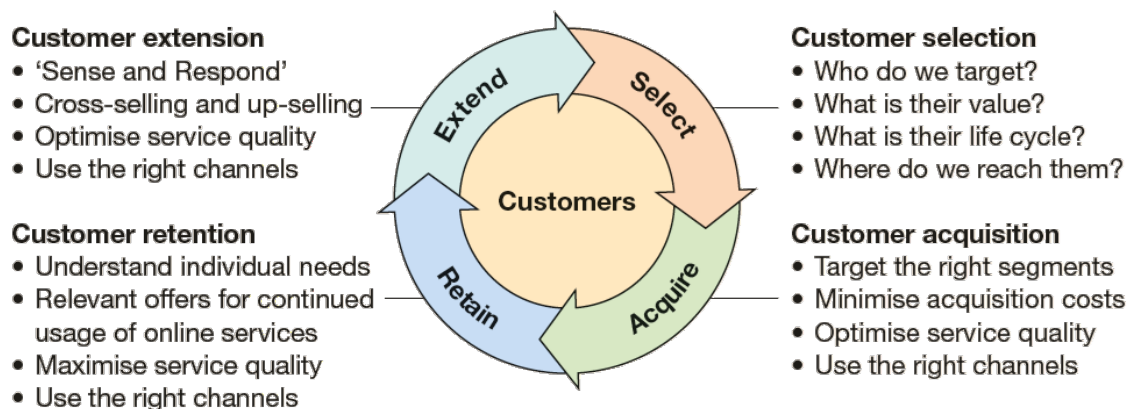 Customer extension
• ‘Sense and Respond’
• Cross-selling and up-selling
• Optimise service quality
• Use the right channels
Customer retention
• Understand individual needs
• Relevant offers for continued
usage of online services
• Maximise service quality
• Use the right channels
Extend
Select
Customers
Retain
Acquire
Customer selection
• Who do we target?
• What is their value?
• What is their life cycle?
• Where do we reach them?
Customer acquisition
• Target the right segments
• Minimise acquisition costs
• Optimise service quality
• Use the right channels